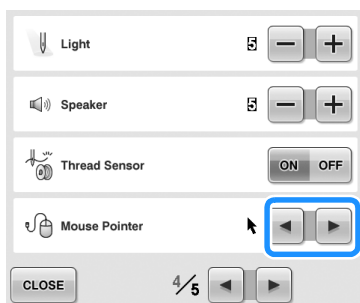 Light 5 − +
Speaker 5 − +
Thread Sensor ON OFF
Mouse Pointer
CLOSE 4/5